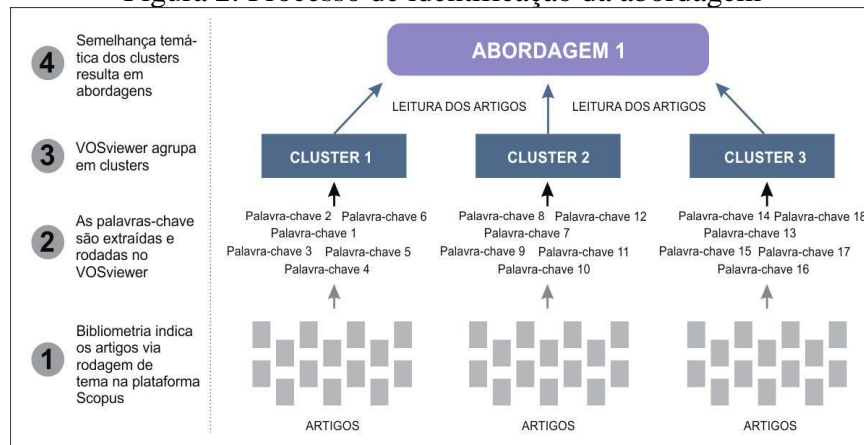 Figura 2: Processo de identificação da abordagem
4
Semelhança temá-
tica dos clusters
resulta em
abordagens
ABORDAGEM 1
LEITURA DOS ARTIGOS
LEITURA DOS ARTIGOS
3
VOSviewer agrupa
em clusters
CLUSTER 1
CLUSTER 2
CLUSTER 3
2
As palavras-chave
são extraídas e
rodadas no
VOSviewer
Palavra-chave 2 Palavra-chave 6
Palavra-chave 1
Palavra-chave 3 Palavra-chave 5
Palavra-chave 4
Palavra-chave 8 Palavra-chave 12
Palavra-chave 7
Palavra-chave 9 Palavra-chave 11
Palavra-chave 10
Palavra-chave 14 Palavra-chave 18
Palavra-chave 13
Palavra-chave 15 Palavra-chave 17
Palavra-chave 16
1
Bibliometria indica
os artigos via
rodagem de
tema na plataforma
Scopus
ARTIGOS
ARTIGOS
ARTIGOS